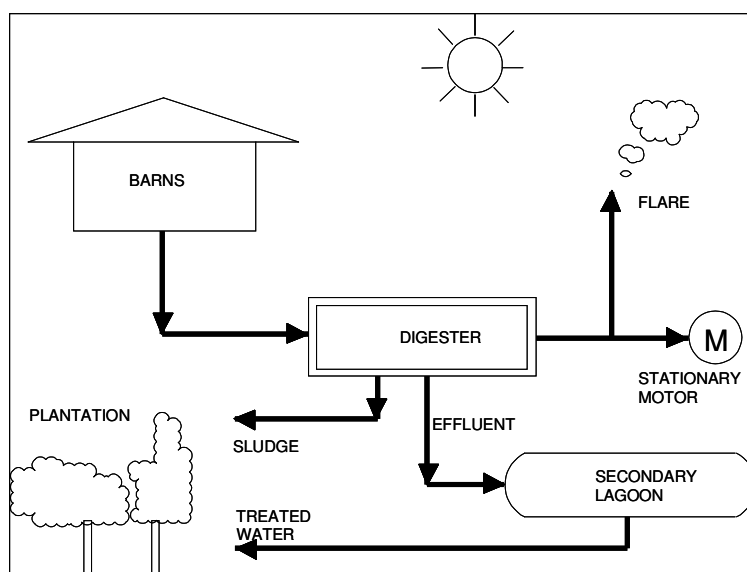 BARNS
FLARE
DIGESTER
M
STATIONARY
MOTOR
PLANTATION
SLUDGE
EFFLUENT
SECONDARY
LAGOON
TREATED
WATER